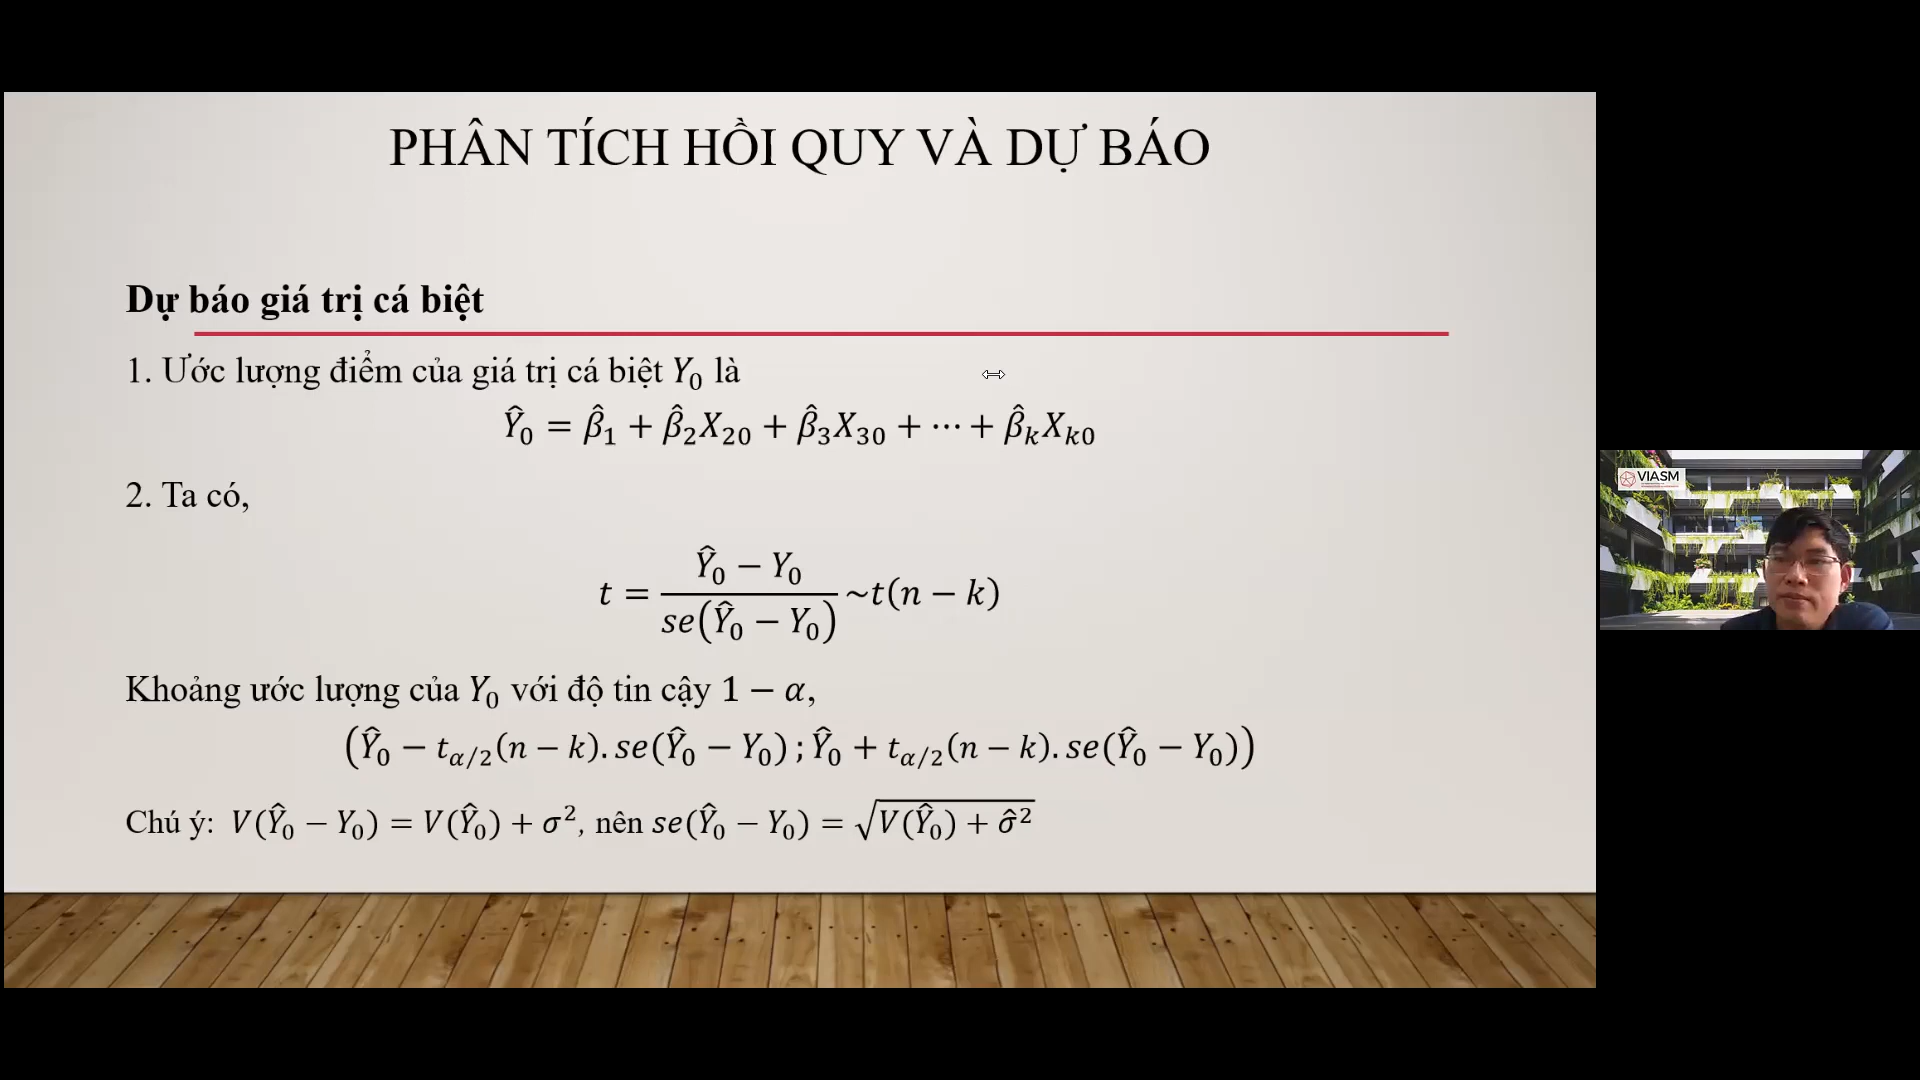 PHÂN TÍCH HỒI QUY VÀ DỰ BÁO
Dự báo giá trị cá biệt
1. Ước lượng điểm của giá trị cá biệt Y₀ là
Ŷ₀ = β̂₁ + β̂₂X₂₀ + β̂₃X₃₀ + ⋯ + β̂ₖXₖ₀
2. Ta có,
t = (Ŷ₀ − Y₀) / se(Ŷ₀ − Y₀) ~t(n − k)
Khoảng ước lượng của Y₀ với độ tin cậy 1 − α,
(Ŷ₀ − t_{α/2}(n − k). se(Ŷ₀ − Y₀) ; Ŷ₀ + t_{α/2}(n − k). se(Ŷ₀ − Y₀))
Chú ý: V(Ŷ₀ − Y₀) = V(Ŷ₀) + σ², nên se(Ŷ₀ − Y₀) = √(V(Ŷ₀) + σ̂²)
VIASM